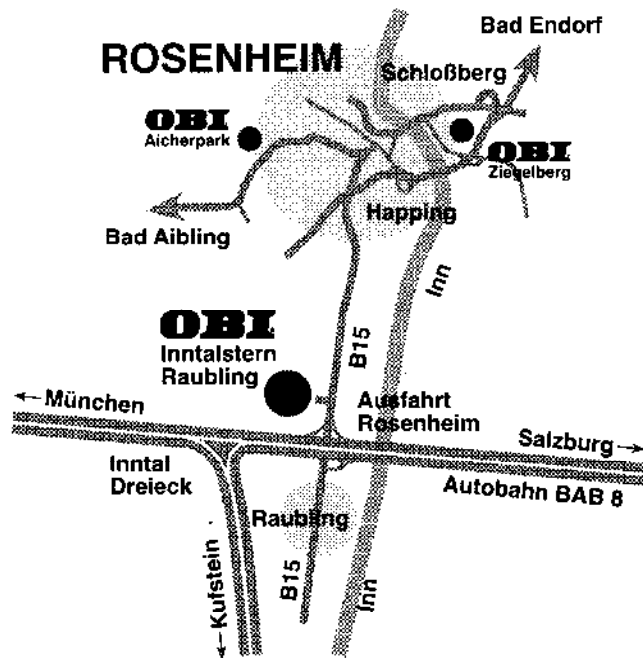 Bad Endorf
ROSENHEIM
Schloßberg
OBI
Aicherpark
OBI
Ziegelberg
Happing
Bad Aibling
Inn
OBI
Inntalstern
Raubling
B15
←München
Ausfahrt
Rosenheim
Salzburg→
Inntal
Dreieck
Autobahn BAB 8
Raubling
←Kufstein
B15
Inn